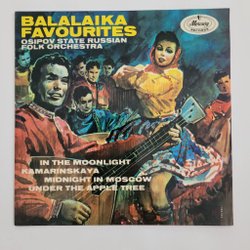 BALALAIKA
FAVOURITES
OSIPOV STATE RUSSIAN
FOLK ORCHESTRA
Mercury
IN THE MOONLIGHT
KAMARINSKAYA
MIDNIGHT IN MOSCOW
UNDER THE APPLE TREE